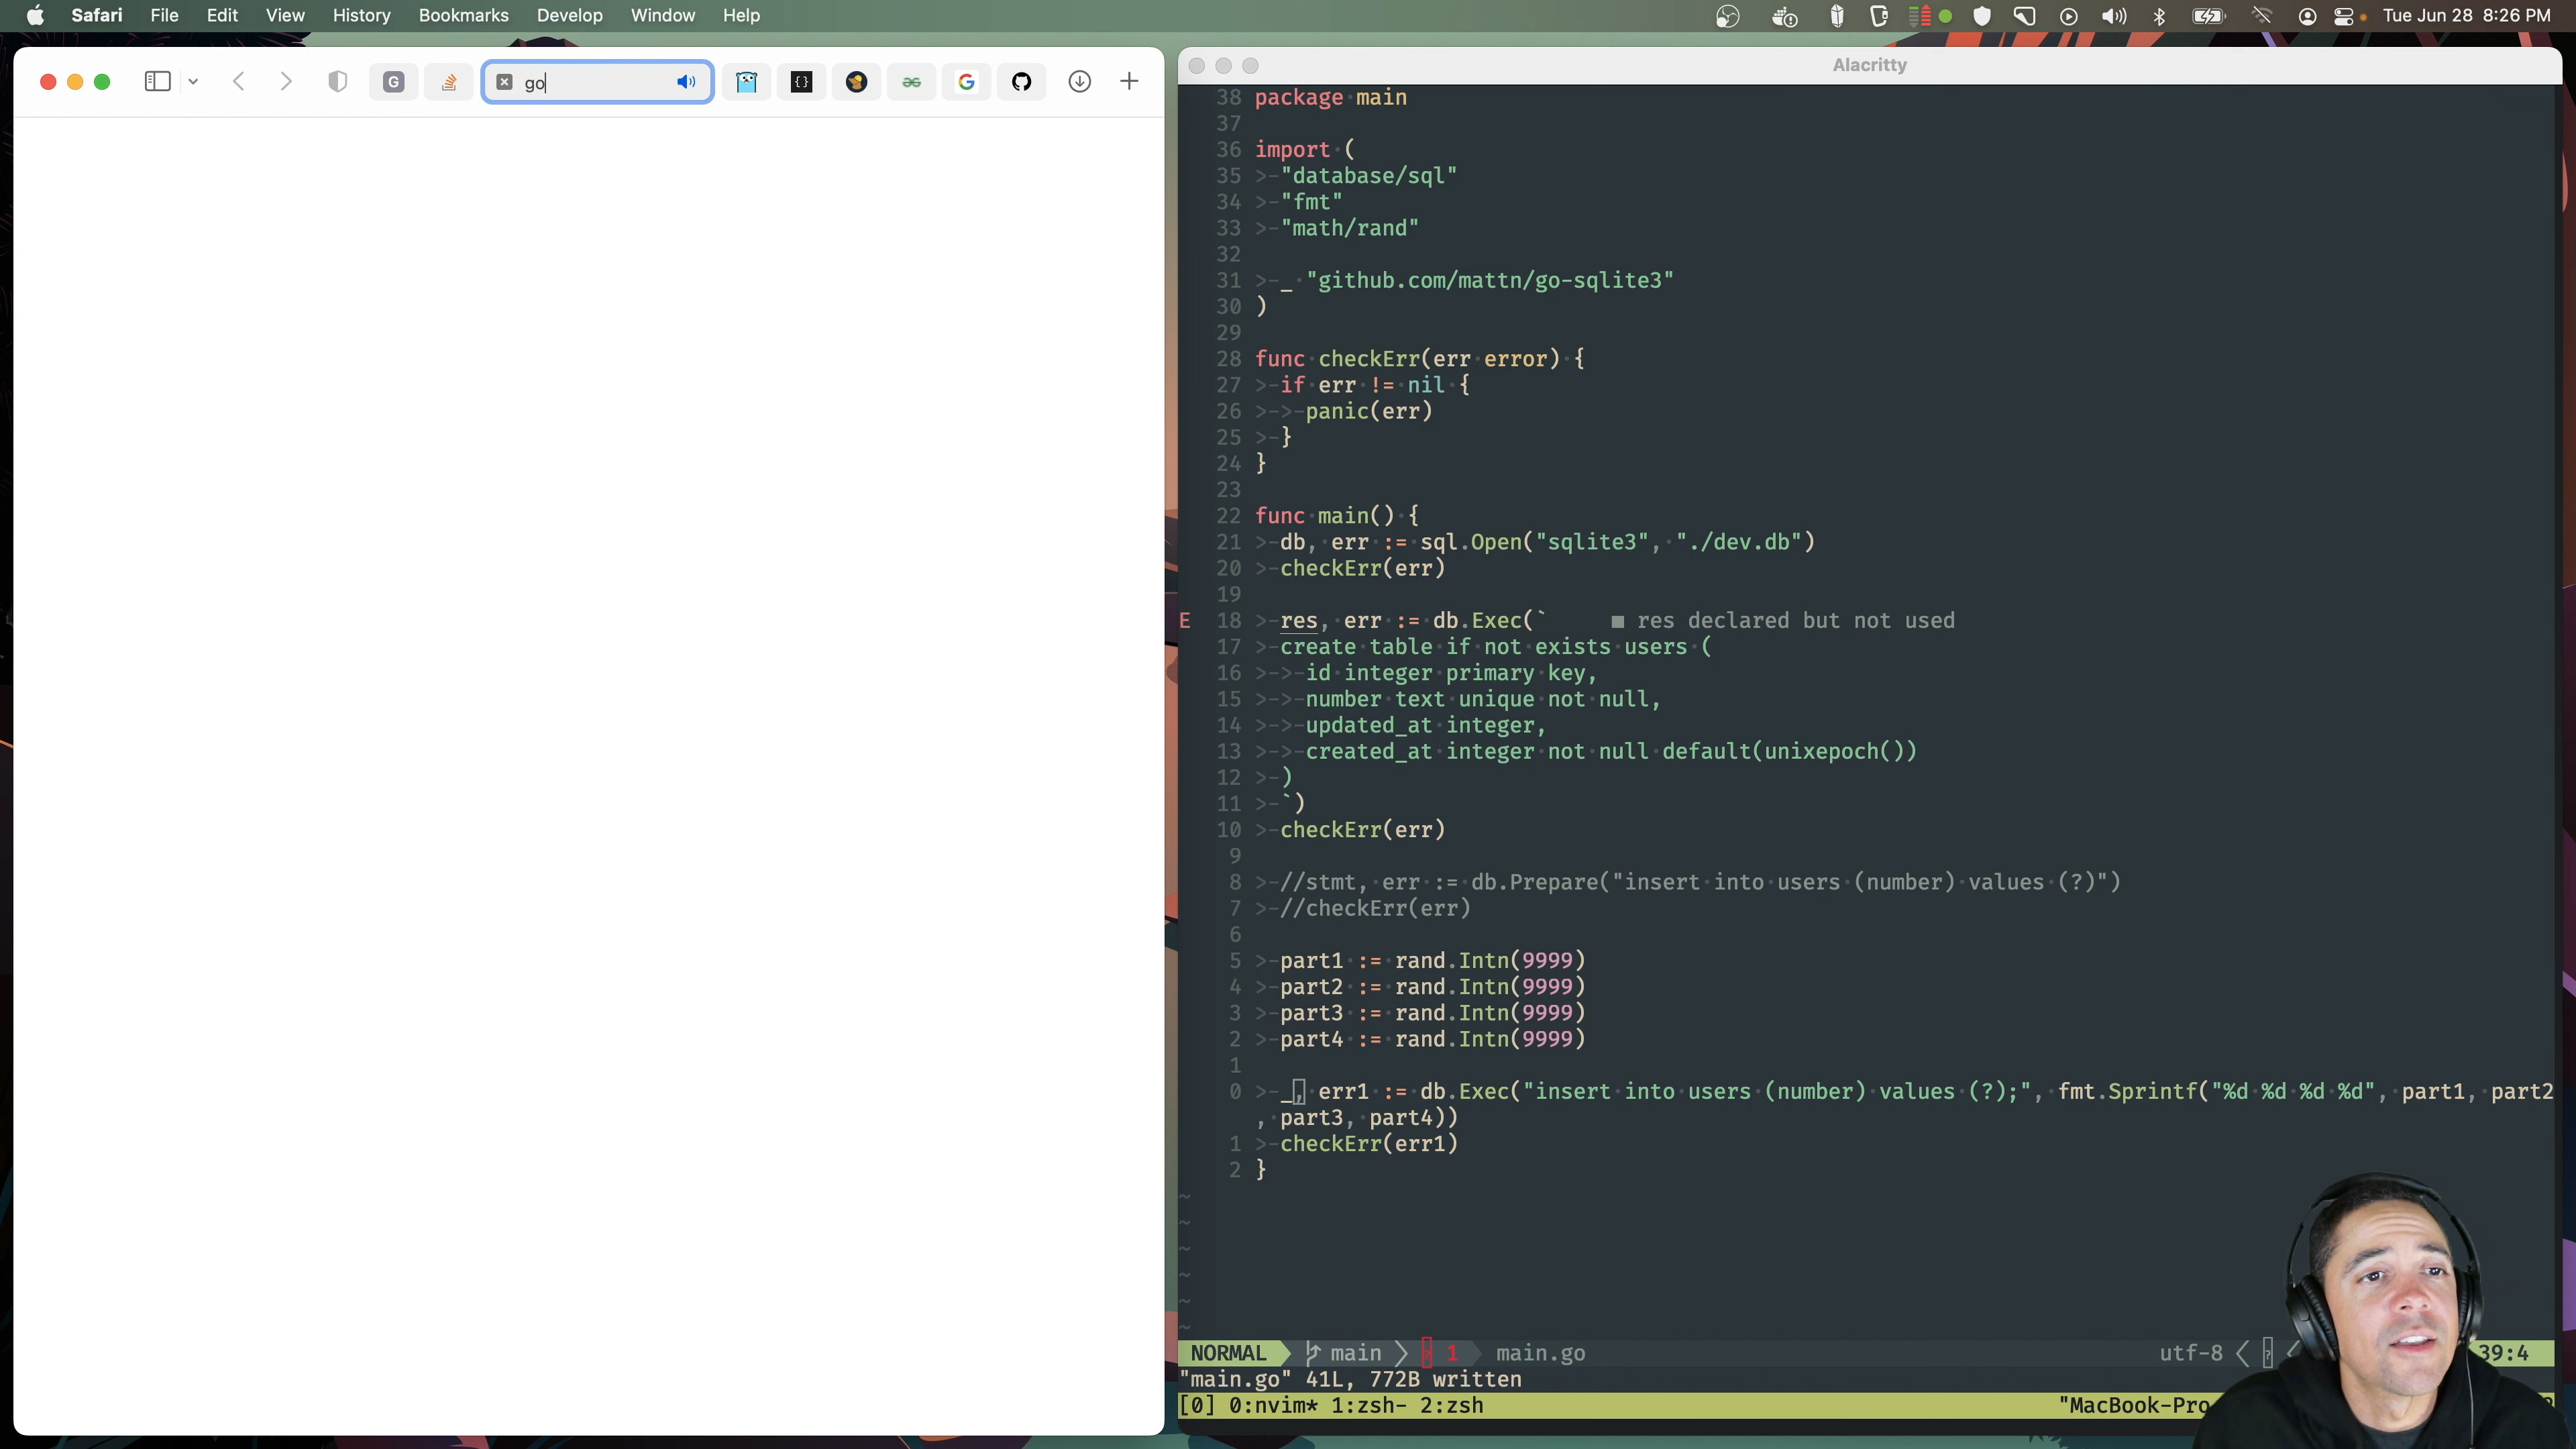 Safari File Edit View History Bookmarks Develop Window Help Tue Jun 28 8:26 PM
G go {} G
Alacritty
38 package main
37
36 import (
35 >-"database/sql"
34 >-"fmt"
33 >-"math/rand"
32
31 >-_·"github.com/mattn/go-sqlite3"
30 )
29
28 func·checkErr(err·error)·{
27 >-if·err·!=·nil·{
26 >->-panic(err)
25 >-}
24 }
23
22 func·main()·{
21 >-db,·err·:=·sql.Open("sqlite3",·"./dev.db")
20 >-checkErr(err)
19
E 18 >-res,·err·:=·db.Exec(` ■ res declared but not used
17 >-create·table·if·not·exists·users·(
16 >->-id·integer·primary·key,
15 >->-number·text·unique·not·null,
14 >->-updated_at·integer,
13 >->-created_at·integer·not·null·default(unixepoch())
12 >-)
11 >-`)
10 >-checkErr(err)
9
8 >-//stmt,·err·:=·db.Prepare("insert·into·users·(number)·values·(?)")
7 >-//checkErr(err)
6
5 >-part1·:=·rand.Intn(9999)
4 >-part2·:=·rand.Intn(9999)
3 >-part3·:=·rand.Intn(9999)
2 >-part4·:=·rand.Intn(9999)
1
0 >-_,·err1·:=·db.Exec("insert·into·users·(number)·values·(?);",·fmt.Sprintf("%d·%d·%d·%d",·part1,·part2
,·part3,·part4))
1 >-checkErr(err1)
2 }
~
~
~
~
~
~
NORMAL main 1 main.go utf-8 39:4
"main.go" 41L, 772B written
[0] 0:nvim* 1:zsh- 2:zsh "MacBook-Pro